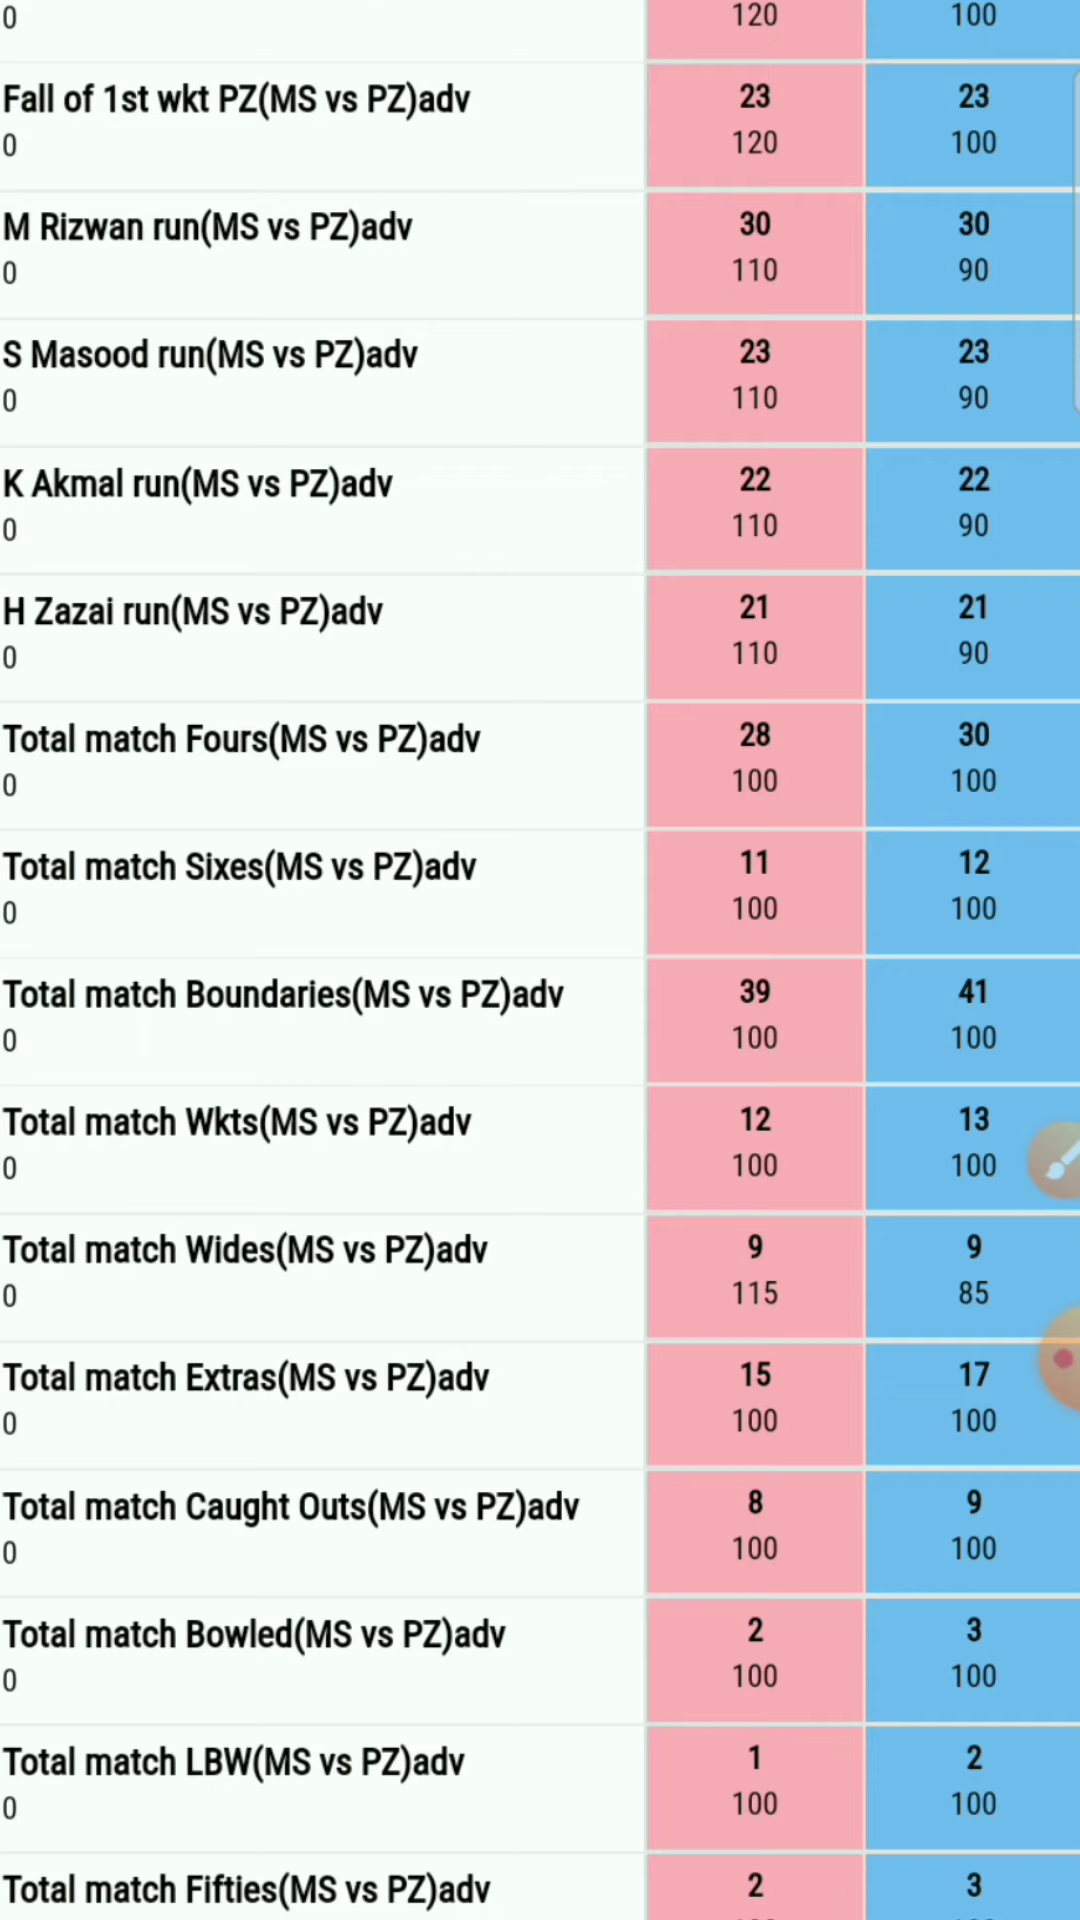 120 100
0
Fall of 1st wkt PZ(MS vs PZ)adv 23 23
0 120 100
M Rizwan run(MS vs PZ)adv 30 30
0 110 90
S Masood run(MS vs PZ)adv 23 23
0 110 90
K Akmal run(MS vs PZ)adv 22 22
0 110 90
H Zazai run(MS vs PZ)adv 21 21
0 110 90
Total match Fours(MS vs PZ)adv 28 30
0 100 100
Total match Sixes(MS vs PZ)adv 11 12
0 100 100
Total match Boundaries(MS vs PZ)adv 39 41
0 100 100
Total match Wkts(MS vs PZ)adv 12 13
0 100 100
Total match Wides(MS vs PZ)adv 9 9
0 115 85
Total match Extras(MS vs PZ)adv 15 17
0 100 100
Total match Caught Outs(MS vs PZ)adv 8 9
0 100 100
Total match Bowled(MS vs PZ)adv 2 3
0 100 100
Total match LBW(MS vs PZ)adv 1 2
0 100 100
Total match Fifties(MS vs PZ)adv 2 3